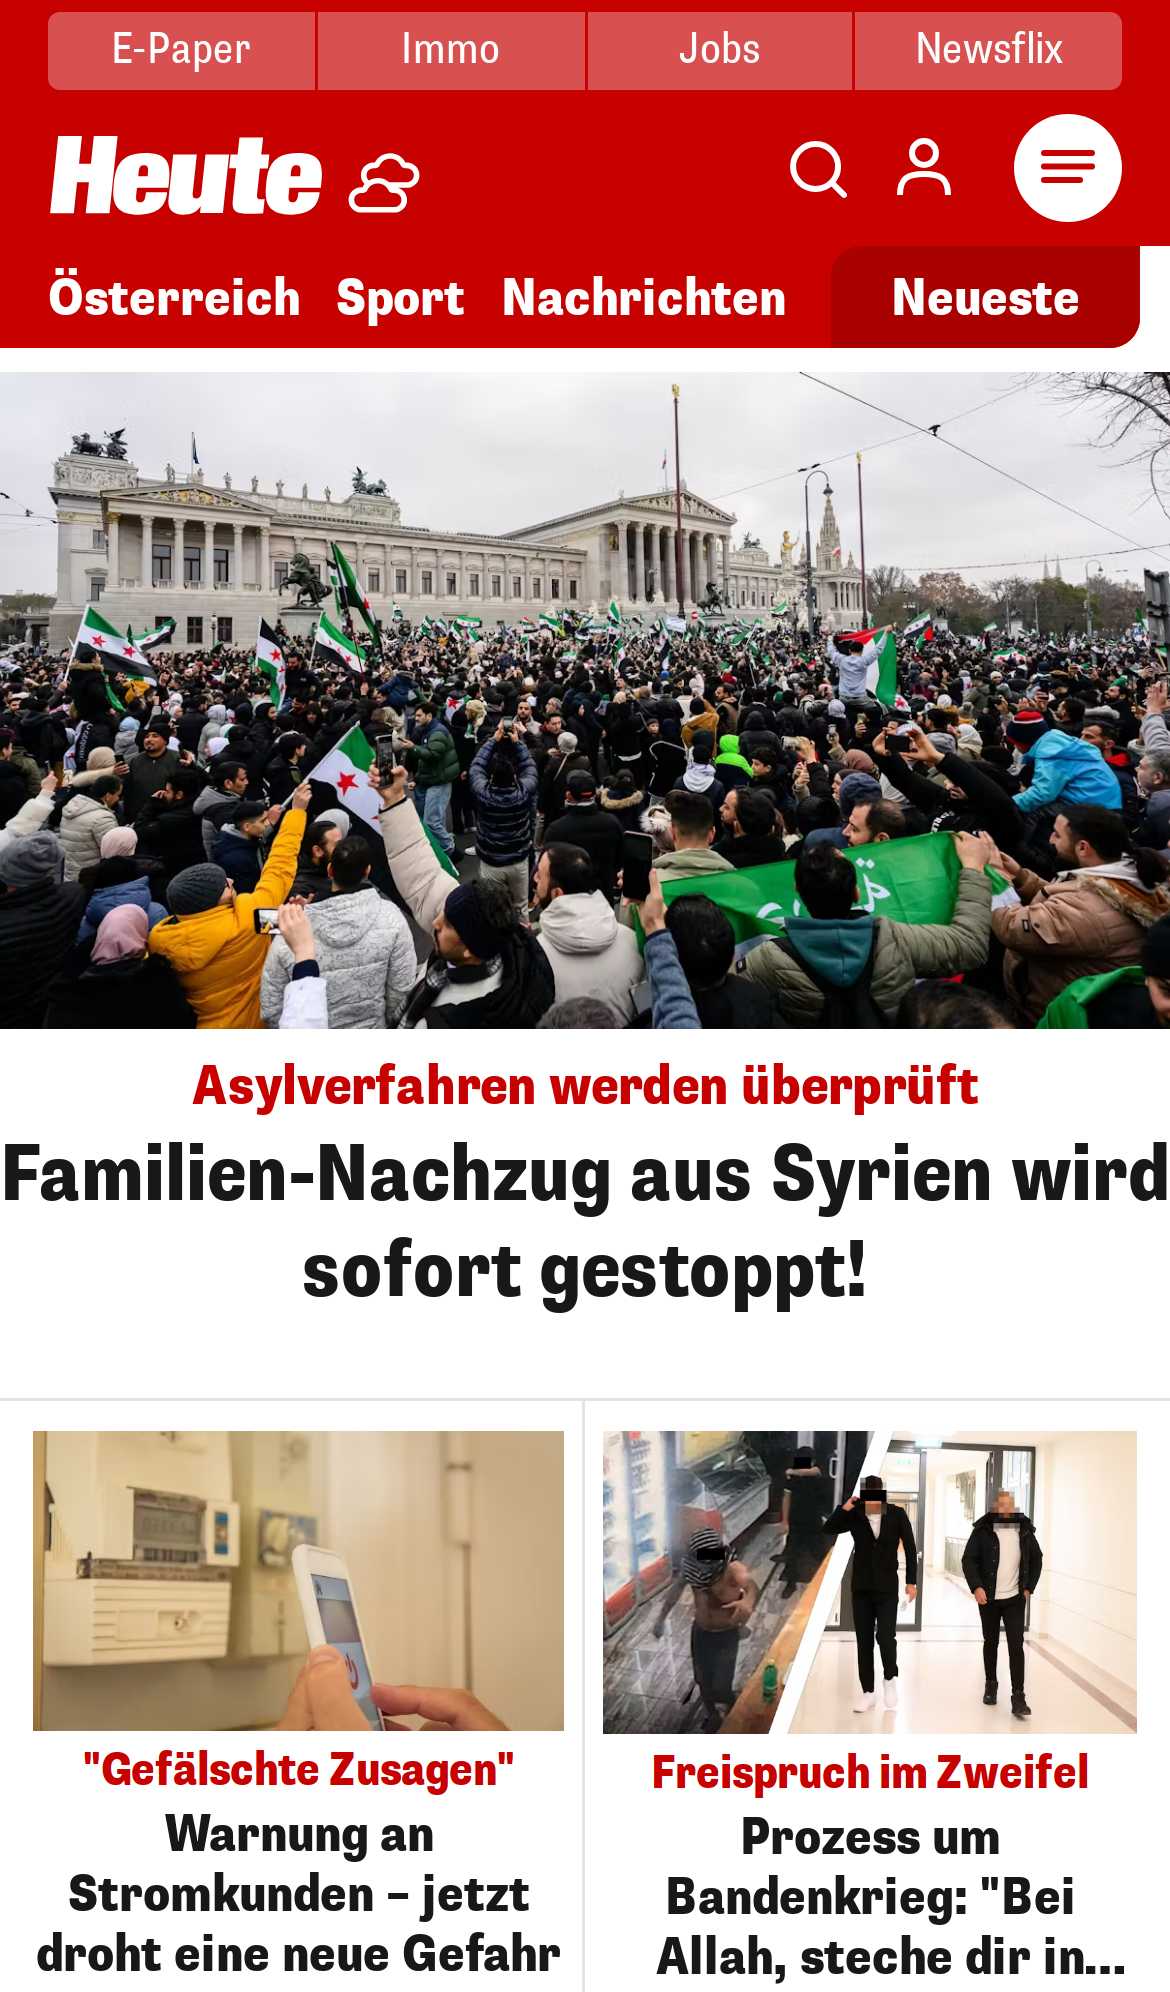 E-Paper
Immo
Jobs
Newsflix
Heute
Österreich
Sport
Nachrichten
Neueste
Asylverfahren werden überprüft
Familien-Nachzug aus Syrien wird
sofort gestoppt!
"Gefälschte Zusagen"
Warnung an
Stromkunden – jetzt
droht eine neue Gefahr
Freispruch im Zweifel
Prozess um
Bandenkrieg: "Bei
Allah, steche dir in...